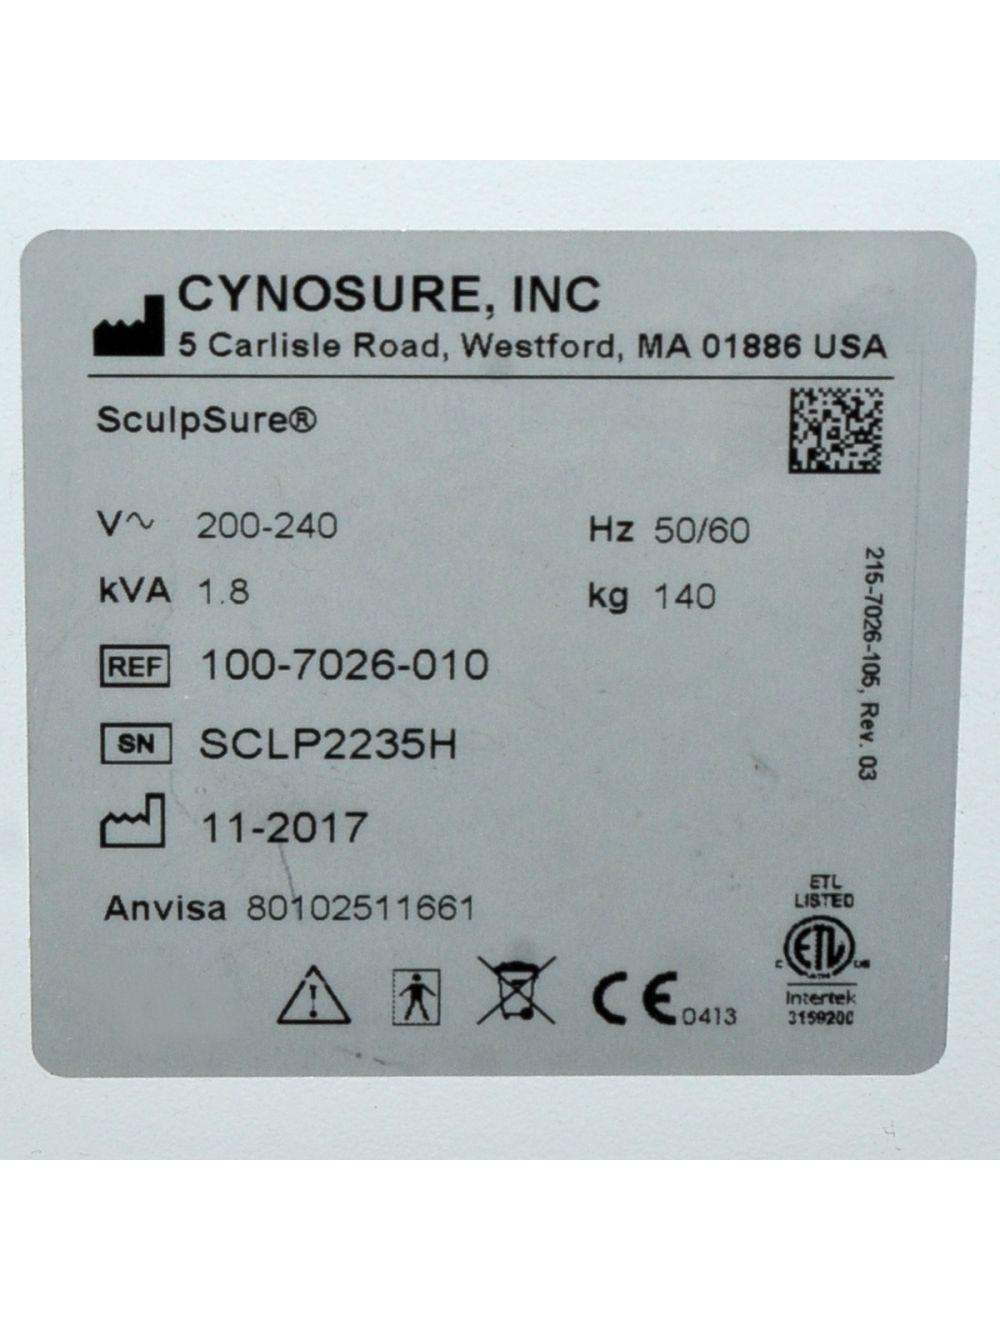 CYNOSURE, INC
5 Carlisle Road, Westford, MA 01886 USA
SculpSure®
V~ 200-240
Hz 50/60
kVA 1.8
kg 140
REF 100-7026-010
SN SCLP2235H
11-2017
Anvisa 80102511661
215-7026-105, Rev. 03
CE 0413
ETL
LISTED
ETL
C US
Intertek